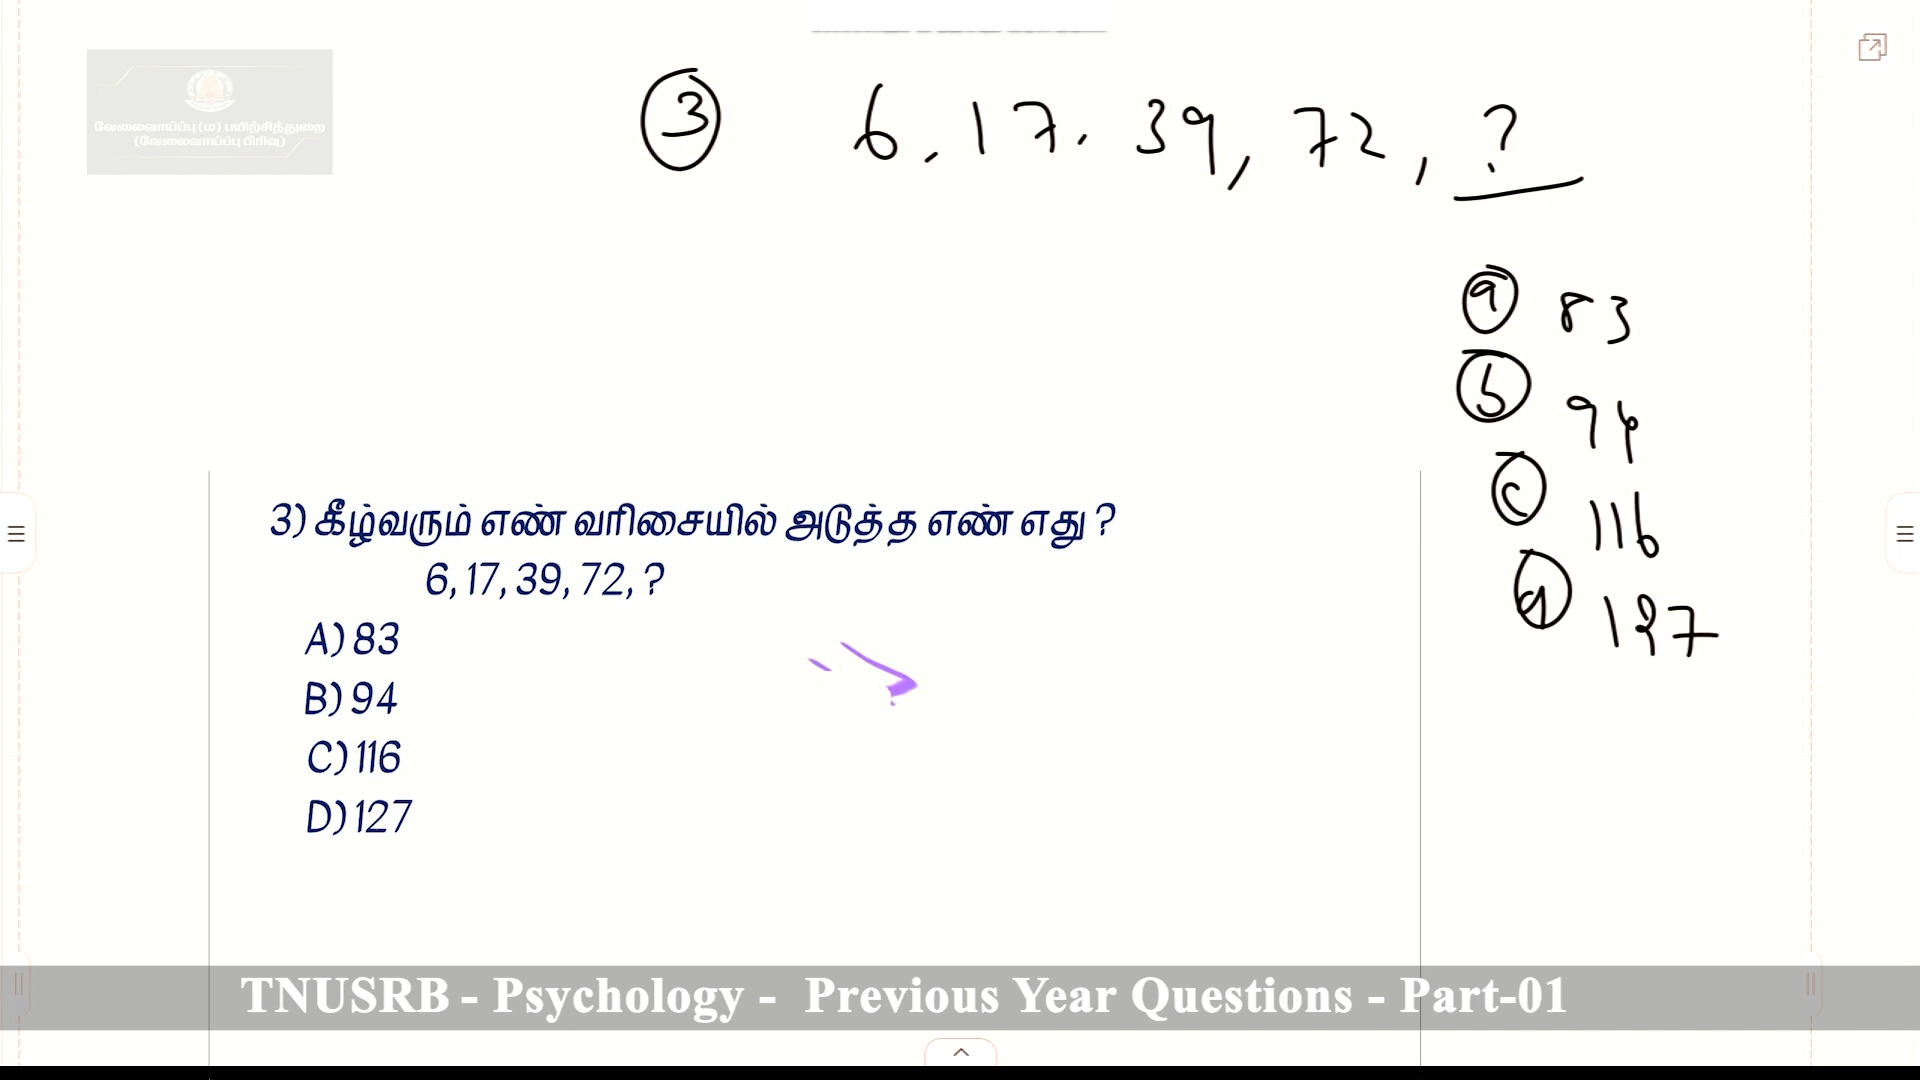 வேலைவாய்ப்பு (ம) பயிற்சித்துறை
(வேலைவாய்ப்பு பிரிவு)
3 6, 17, 39, 72, ?
a 83
b 94
c 116
d 127
3) கீழ்வரும் எண் வரிசையில் அடுத்த எண் எது ?
6, 17, 39, 72, ?
A) 83
B) 94
C) 116
D) 127
TNUSRB - Psychology - Previous Year Questions - Part-01